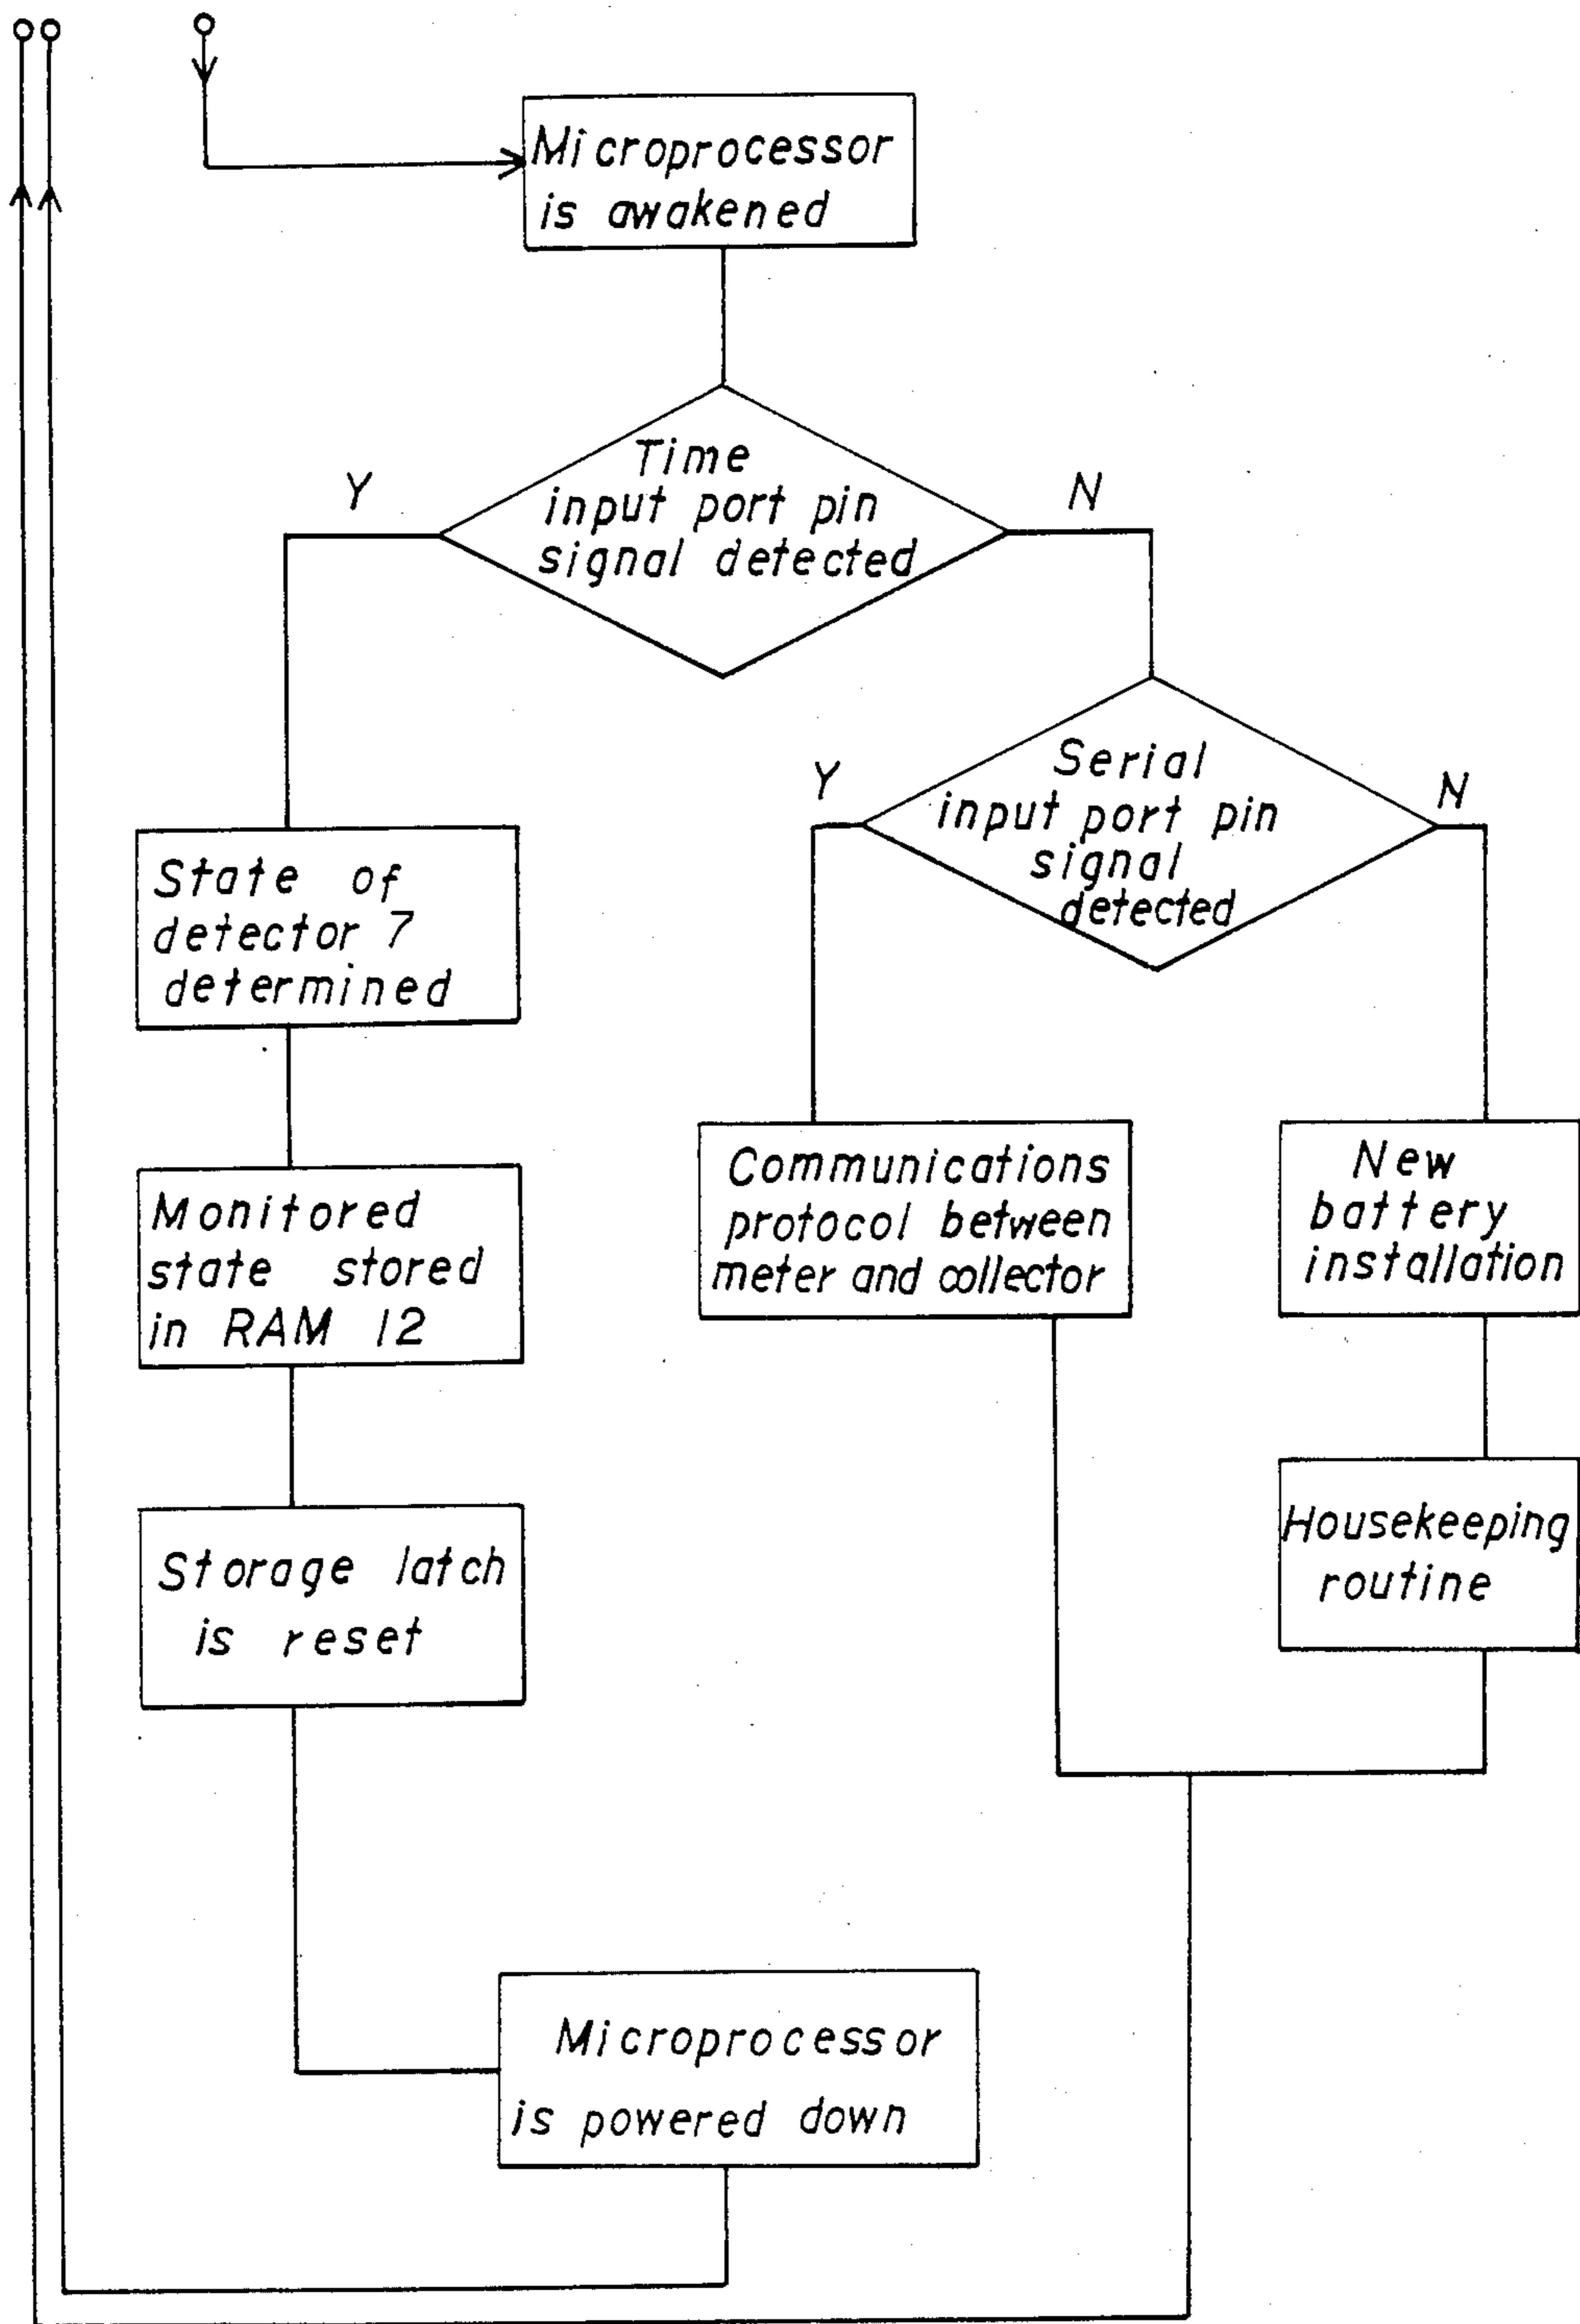 Microprocessor
is awakened
Time
input port pin
signal detected
Y
N
Serial
input port pin
signal
detected
Y
N
State of
detector 7
determined
Monitored
state stored
in RAM 12
Storage latch
is reset
Communications
protocol between
meter and collector
New
battery
installation
Housekeeping
routine
Microprocessor
is powered down